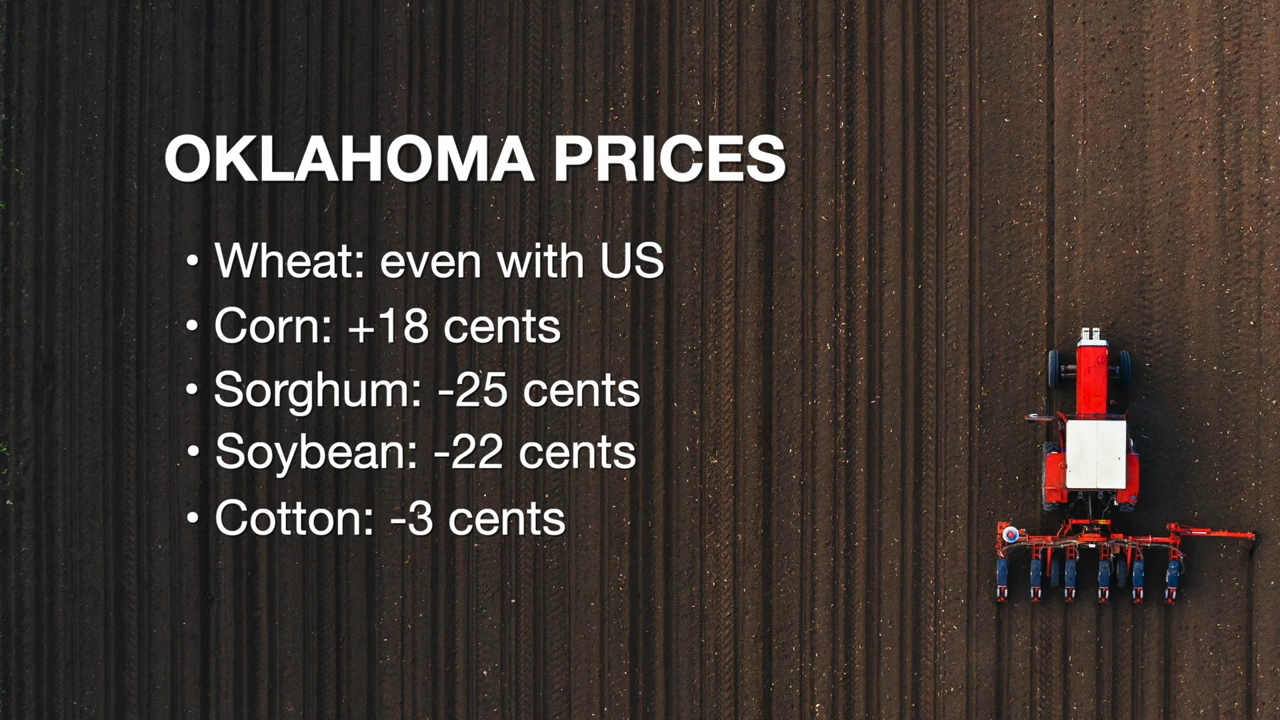 OKLAHOMA PRICES
• Wheat: even with US
• Corn: +18 cents
• Sorghum: -25 cents
• Soybean: -22 cents
• Cotton: -3 cents